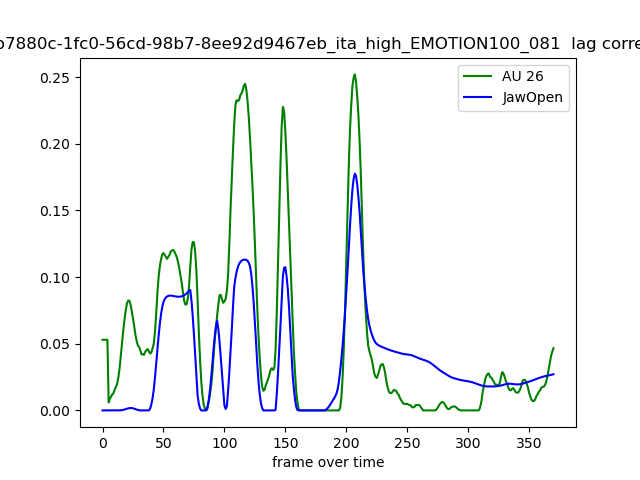 b7880c-1fc0-56cd-98b7-8ee92d9467eb_ita_high_EMOTION100_081 lag corre
AU 26
JawOpen
0.25
0.20
0.15
0.10
0.05
0.00
0 50 100 150 200 250 300 350
frame over time